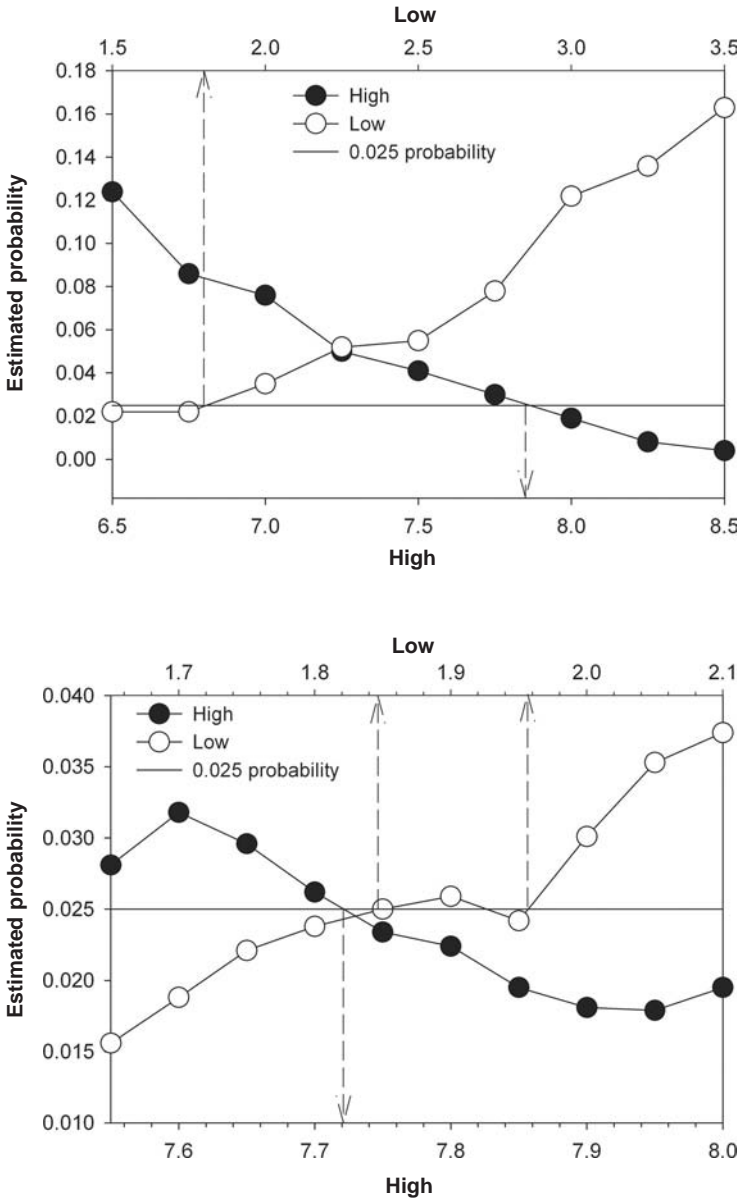 Low
1.5 2.0 2.5 3.0 3.5
0.18
0.16
0.14
0.12
0.10
0.08
0.06
0.04
0.02
0.00
Estimated probability
High
Low
0.025 probability
6.5 7.0 7.5 8.0 8.5
High
Low
1.7 1.8 1.9 2.0 2.1
0.040
0.035
0.030
0.025
0.020
0.015
0.010
Estimated probability
High
Low
0.025 probability
7.6 7.7 7.8 7.9 8.0
High